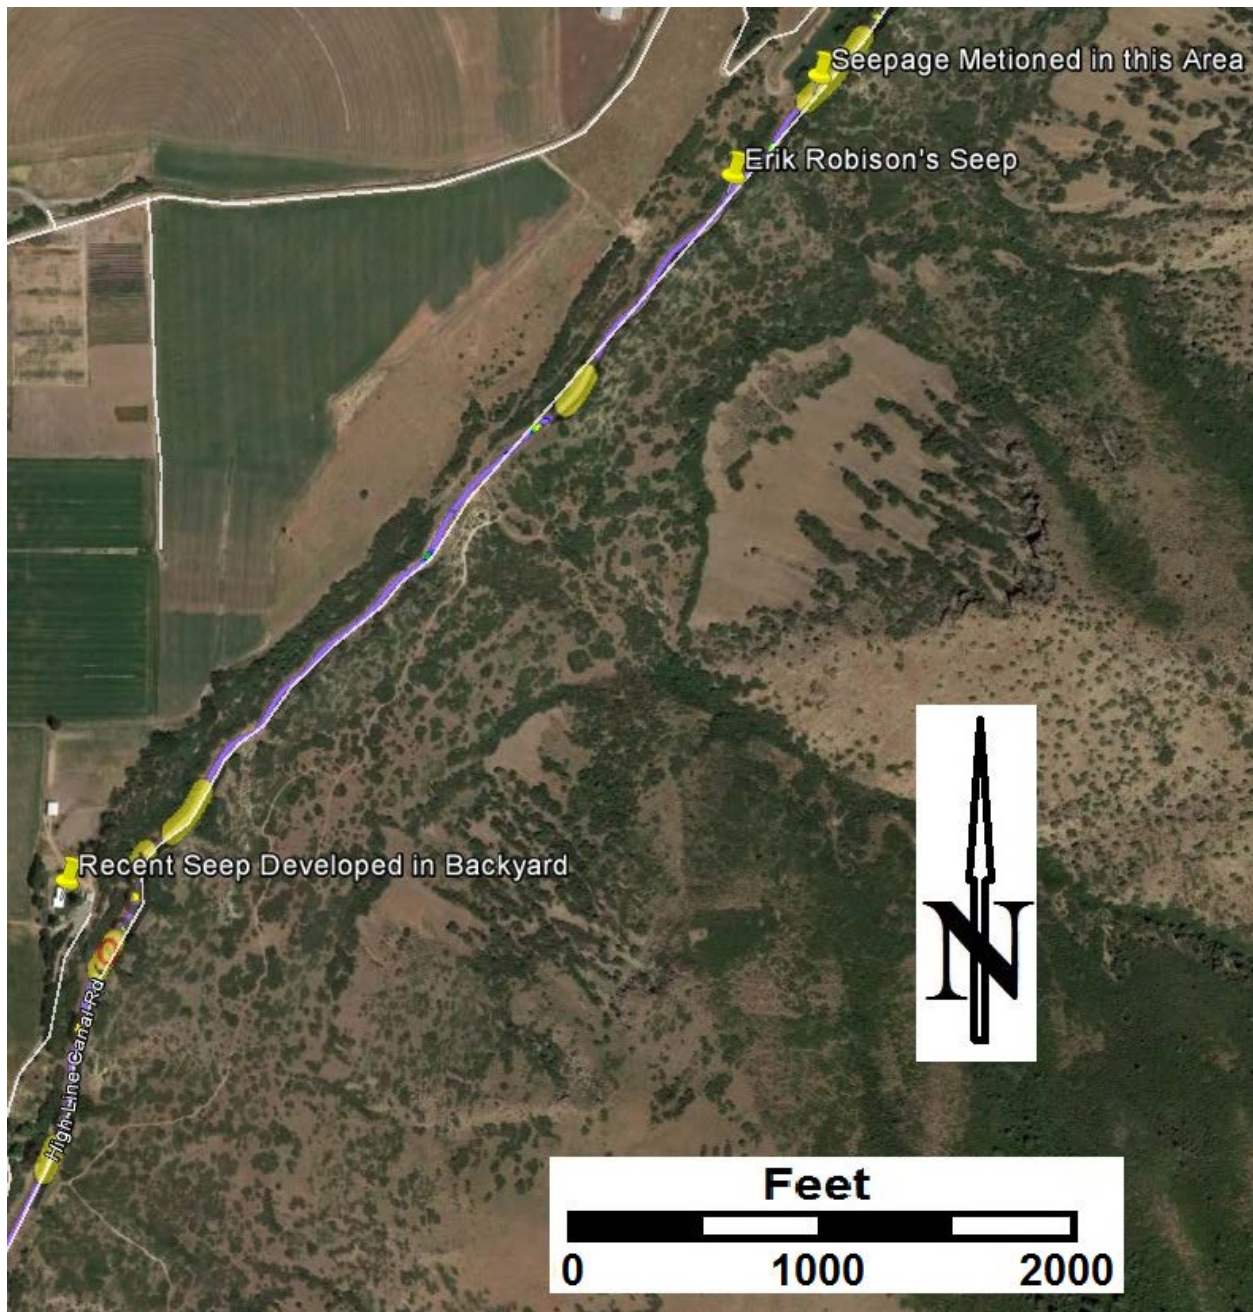 Seepage Metioned in this Area
Erik Robison's Seep
Recent Seep Developed in Backyard
High-Line Canal Rd
N
Feet
0 1000 2000